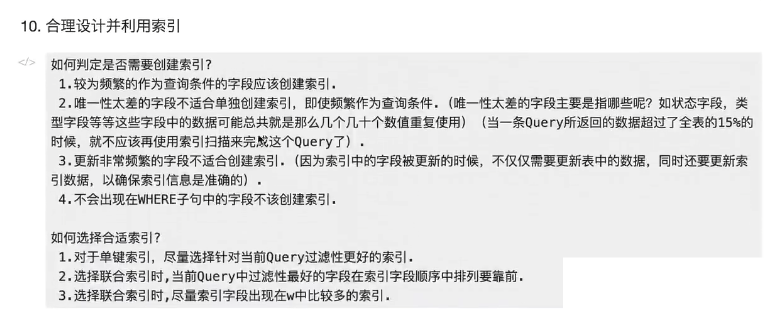 10. 合理设计并利用索引
</>
如何判定是否需要创建索引?
1.较为频繁的作为查询条件的字段应该创建索引.
2.唯一性太差的字段不适合单独创建索引，即使频繁作为查询条件.（唯一性太差的字段主要是指哪些呢? 如状态字段，类
型字段等等这些字段中的数据可能总共就是那么几个几十个数值重复使用）（当一条Query所返回的数据超过了全表的15%的
时候，就不应该再使用索引扫描来完成这个Query了）.
3.更新非常频繁的字段不适合创建索引.（因为索引中的字段被更新的时候，不仅仅需要更新表中的数据，同时还要更新索
引数据，以确保索引信息是准确的）.
4.不会出现在WHERE子句中的字段不该创建索引.
如何选择合适索引?
1.对于单键索引，尽量选择针对当前Query过滤性更好的索引.
2.选择联合索引时,当前Query中过滤性最好的字段在索引字段顺序中排列要靠前.
3.选择联合索引时,尽量索引字段出现在w中比较多的索引.